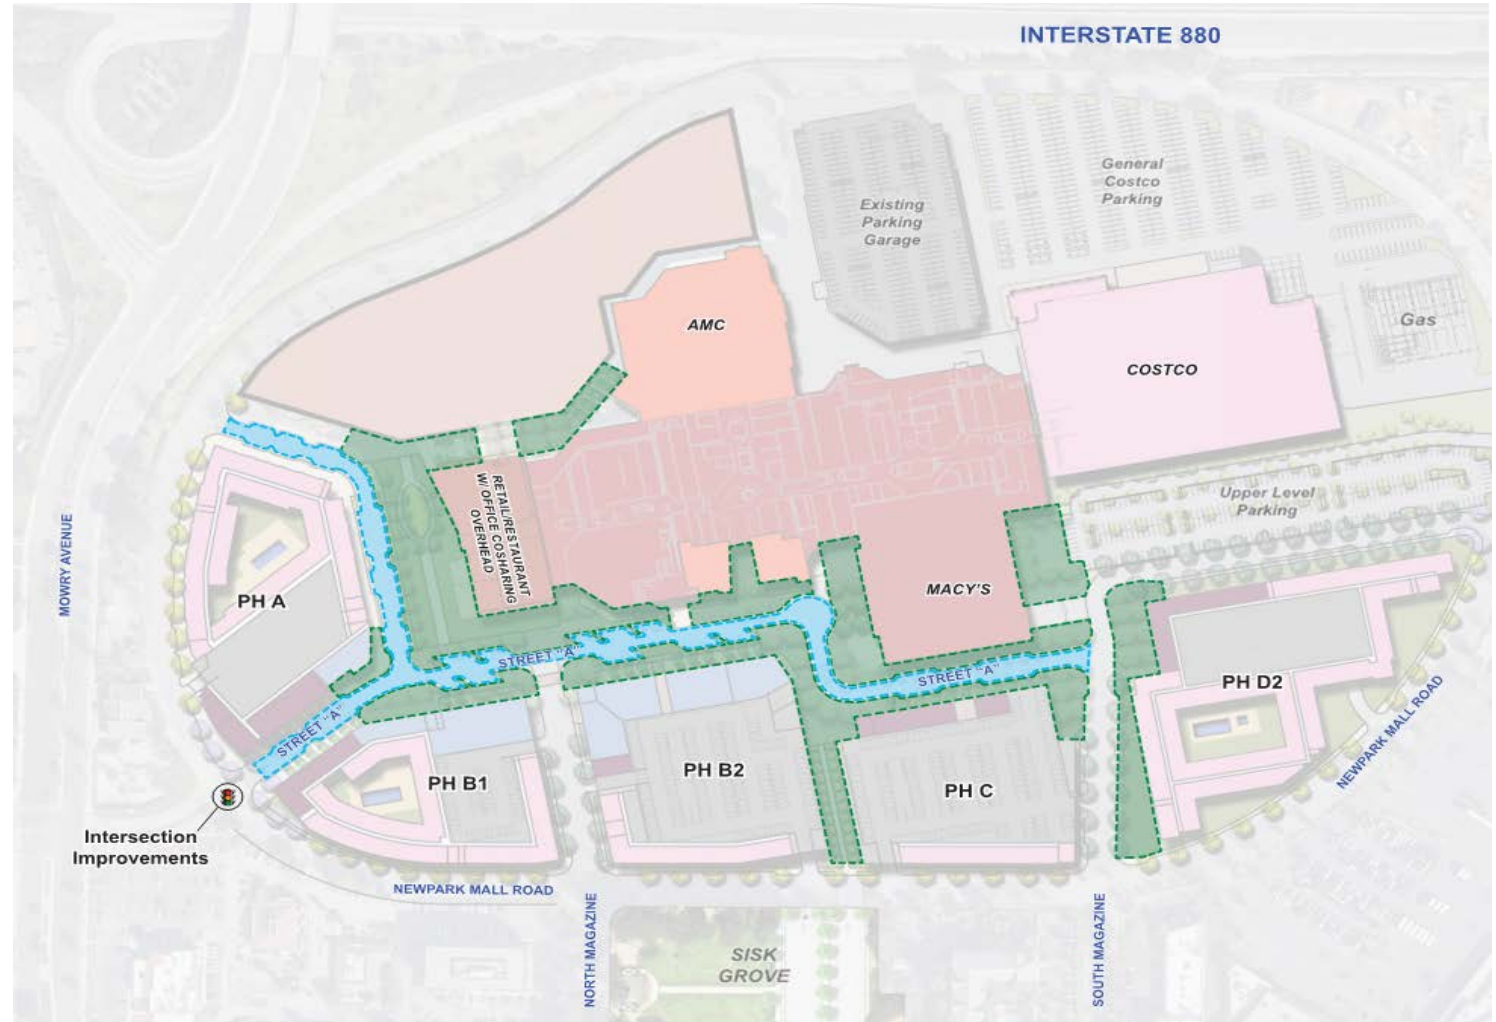 INTERSTATE 880
General
Costco
Parking
Existing
Parking
Garage
Gas
AMC
COSTCO
Upper Level
Parking
RETAIL/RESTAURANT
W/ OFFICE COSHARING
OVERHEAD
MOWRY AVENUE
PH A
MACY'S
STREET "A"
STREET "A"
STREET "A"
PH D2
NEWPARK MALL ROAD
PH B1
PH B2
PH C
Intersection
Improvements
NEWPARK MALL ROAD
NORTH MAGAZINE
SOUTH MAGAZINE
SISK
GROVE